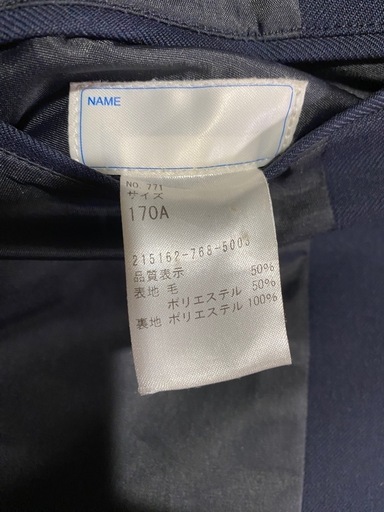 NAME
NO. 771
サイズ
170A
215162-768-5003
品質表示
表地 毛 50%
ポリエステル 50%
裏地 ポリエステル 100%